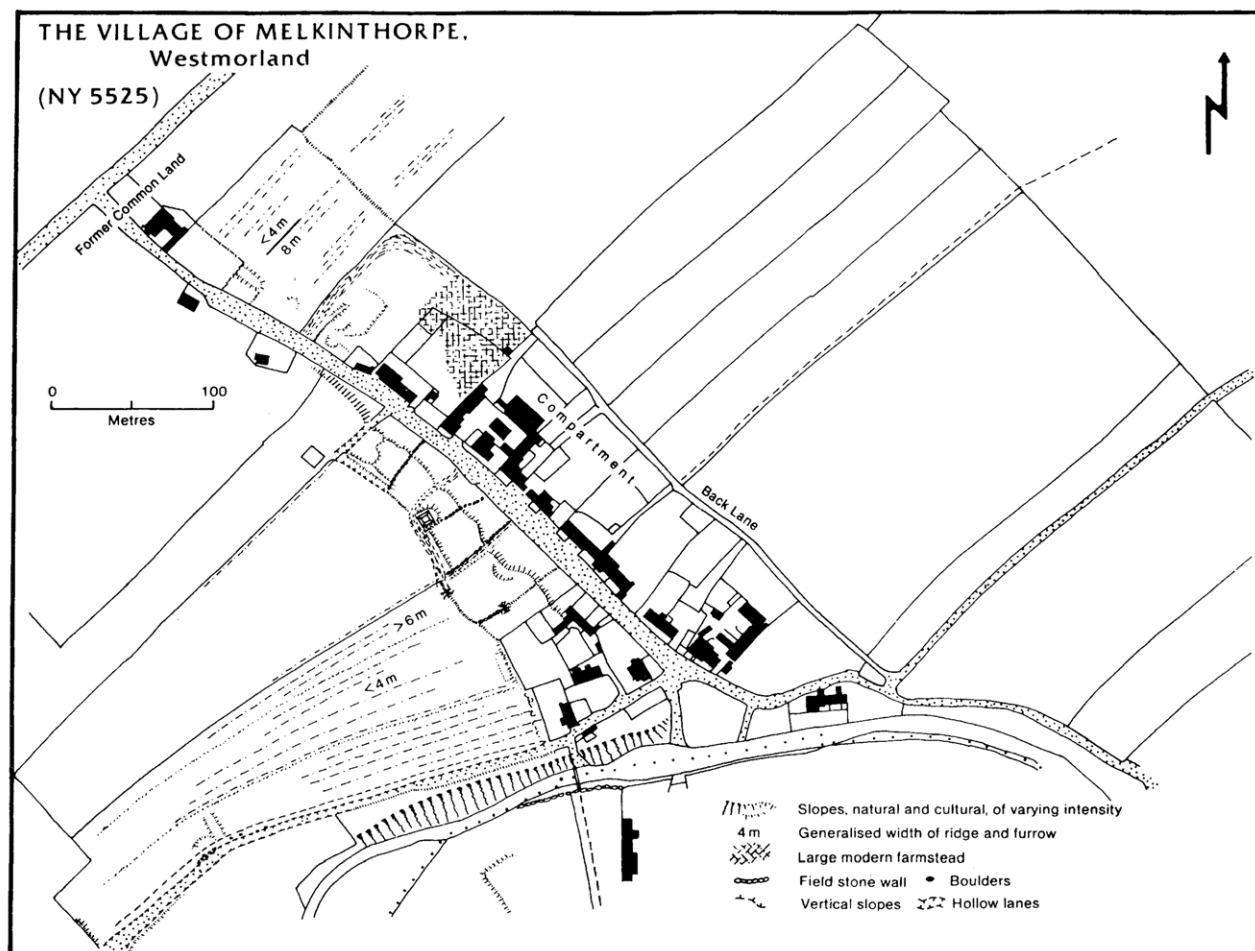 THE VILLAGE OF MELKINTHORPE,
Westmorland
(NY 5525)
Former Common Land
<4m
8m
0 100
Metres
Compartment
Back Lane
>6m
<4m
Slopes, natural and cultural, of varying intensity
4m Generalised width of ridge and furrow
Large modern farmstead
Field stone wall Boulders
Vertical slopes Hollow lanes